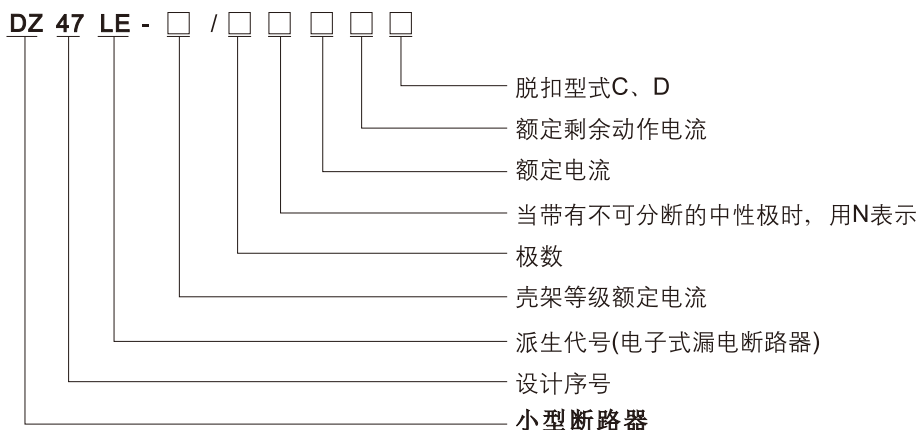 DZ 47 LE - □ / □ □ □ □ □
脱扣型式C、D
额定剩余动作电流
额定电流
当带有不可分断的中性极时，用N表示
极数
壳架等级额定电流
派生代号(电子式漏电断路器)
设计序号
小型断路器